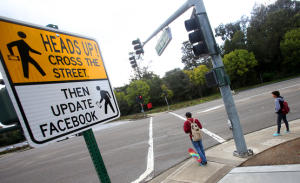 HEADS UP!
CROSS THE
STREET.
THEN
UPDATE
FACEBOOK